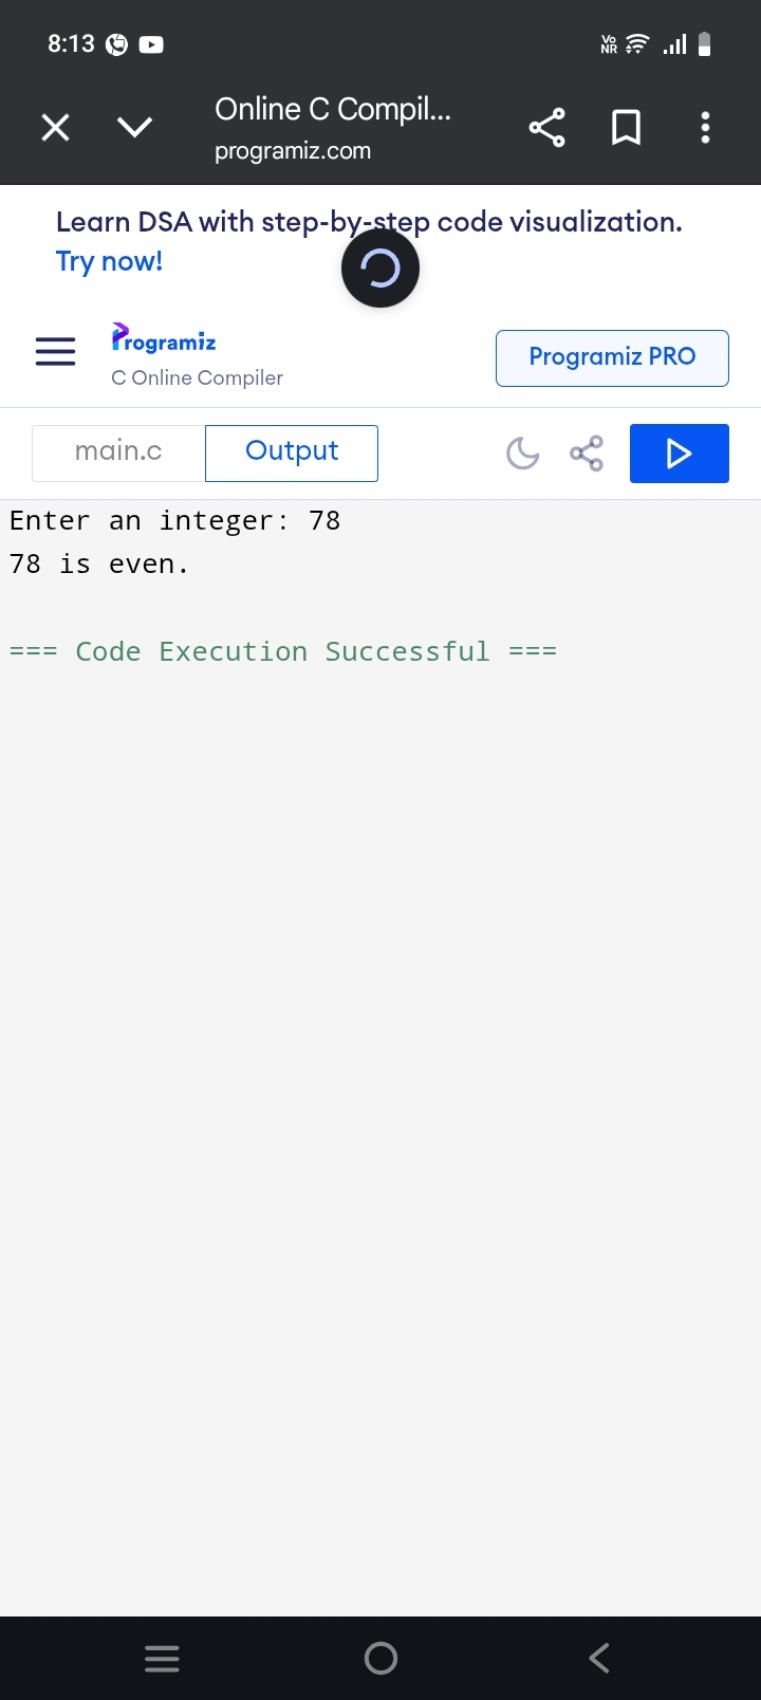 8:13
Vo
NR
Online C Compil...
programiz.com
Learn DSA with step-by-step code visualization.
Try now!
Programiz
C Online Compiler
Programiz PRO
main.c
Output
Enter an integer: 78
78 is even.
=== Code Execution Successful ===